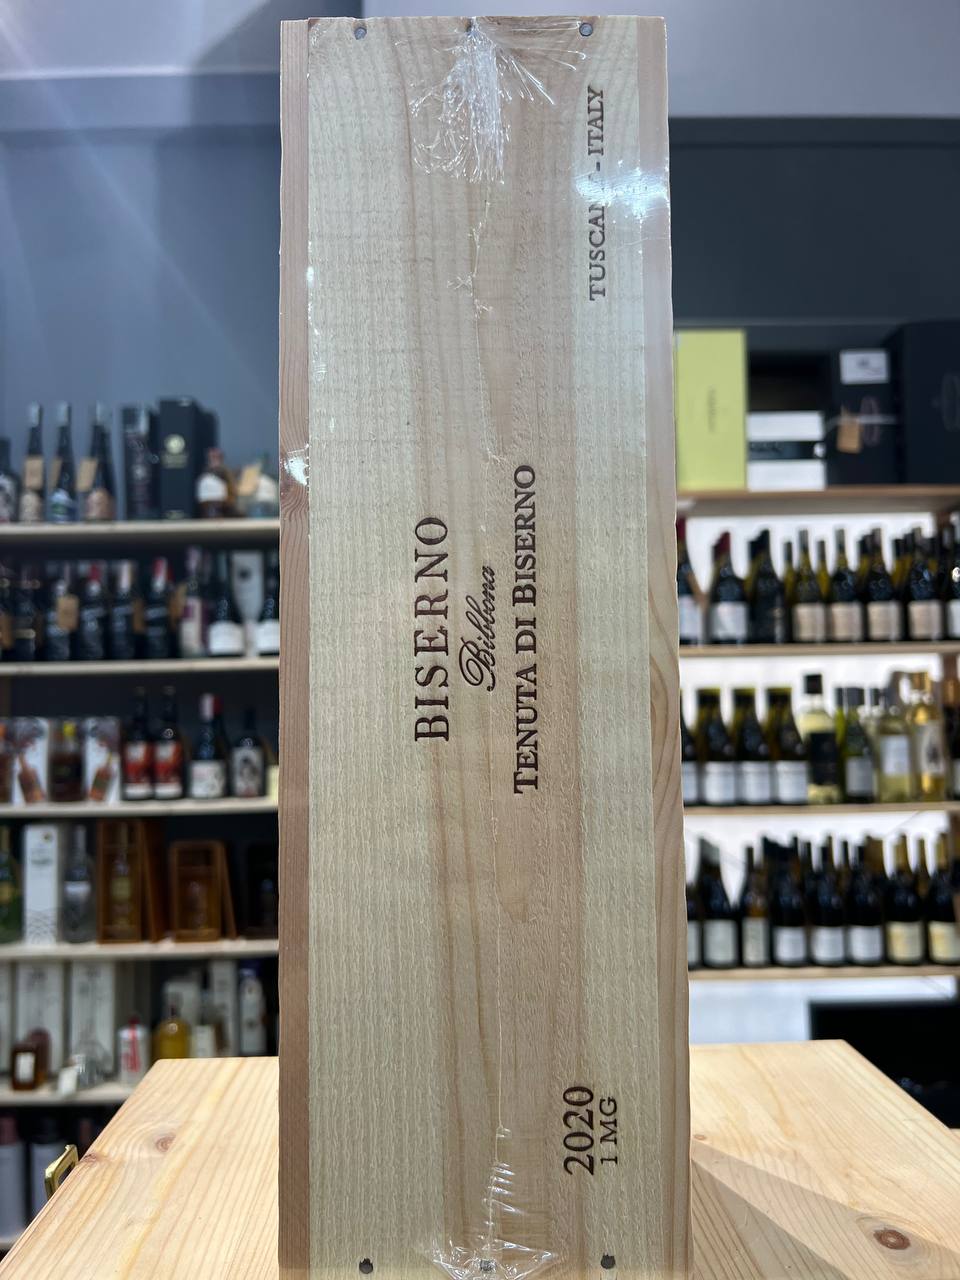 BISERNO
Bibbona
TENUTA DI BISERNO
TUSCANY - ITALY
2020
1 MG